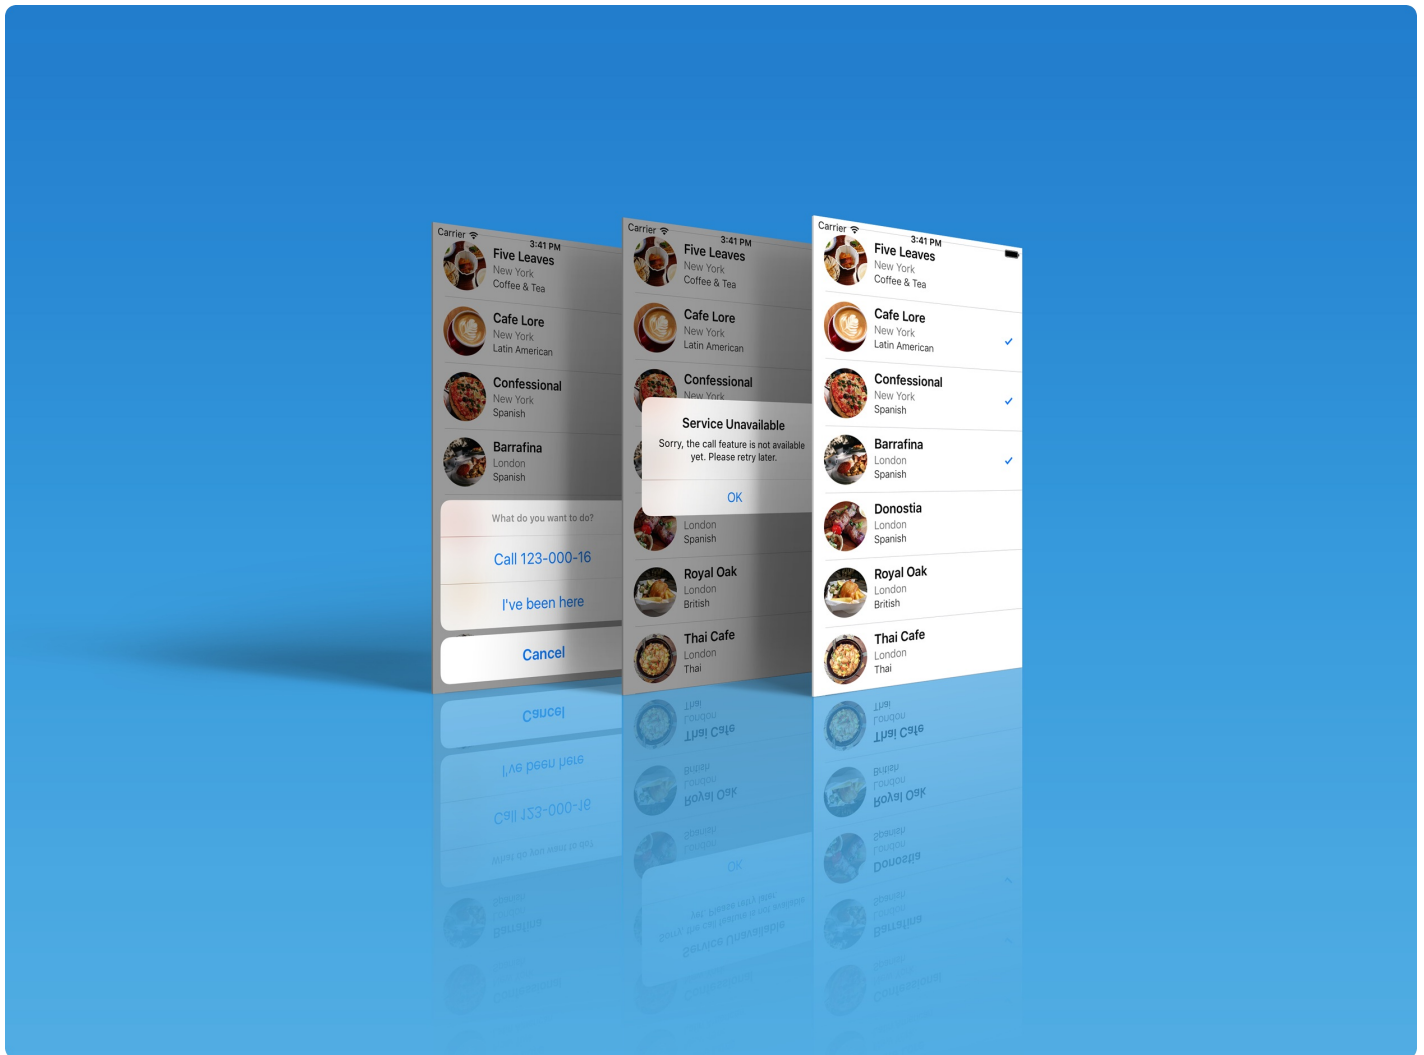 Carrier
3:41 PM
Five Leaves
New York
Coffee & Tea
Cafe Lore
New York
Latin American
Confessional
New York
Spanish
Barrafina
London
Spanish
What do you want to do?
Call 123-000-16
I've been here
Cancel
Carrier
3:41 PM
Five Leaves
New York
Coffee & Tea
Cafe Lore
New York
Latin American
Confessional
New York
Service Unavailable
Sorry, the call feature is not available
yet. Please retry later.
OK
London
Spanish
Royal Oak
London
British
Thai Cafe
London
Thai
Carrier
3:41 PM
Five Leaves
New York
Coffee & Tea
Cafe Lore
New York
Latin American
Confessional
New York
Spanish
Barrafina
London
Spanish
Donostia
London
Spanish
Royal Oak
London
British
Thai Cafe
London
Thai